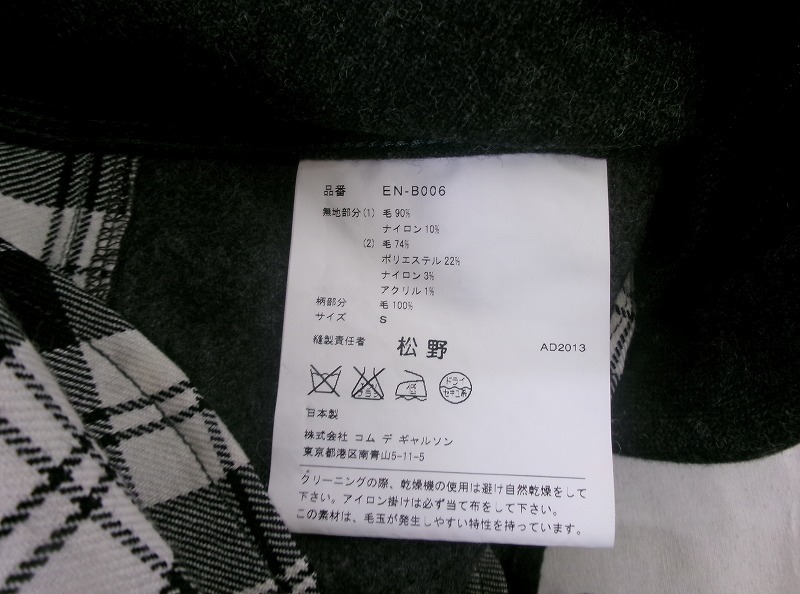 品番 EN-B006
無地部分(1) 毛 90%
ナイロン 10%
(2) 毛 74%
ポリエステル 22%
ナイロン 3%
アクリル 1%
柄部分 毛 100%
サイズ S
縫製責任者 松野 AD2013
ドライ
セキユ系
日本製
株式会社 コム デ ギャルソン
東京都港区南青山5-11-5
クリーニングの際、乾燥機の使用は避け自然乾燥をして
下さい。アイロン掛けは必ず当て布をして下さい。
この素材は、毛玉が発生しやすい特性を持っています。